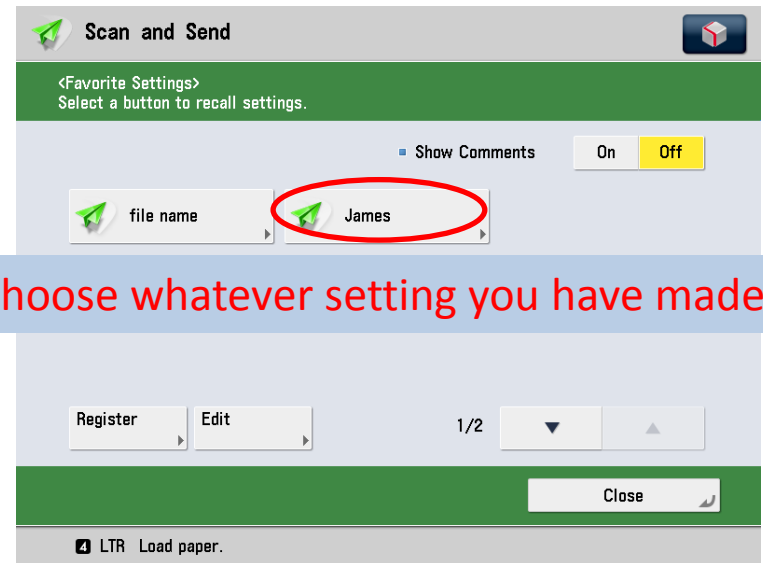 Scan and Send
<Favorite Settings>
Select a button to recall settings.
Show Comments On Off
file name James
hoose whatever setting you have made
Register Edit 1/2
Close
4 LTR Load paper.